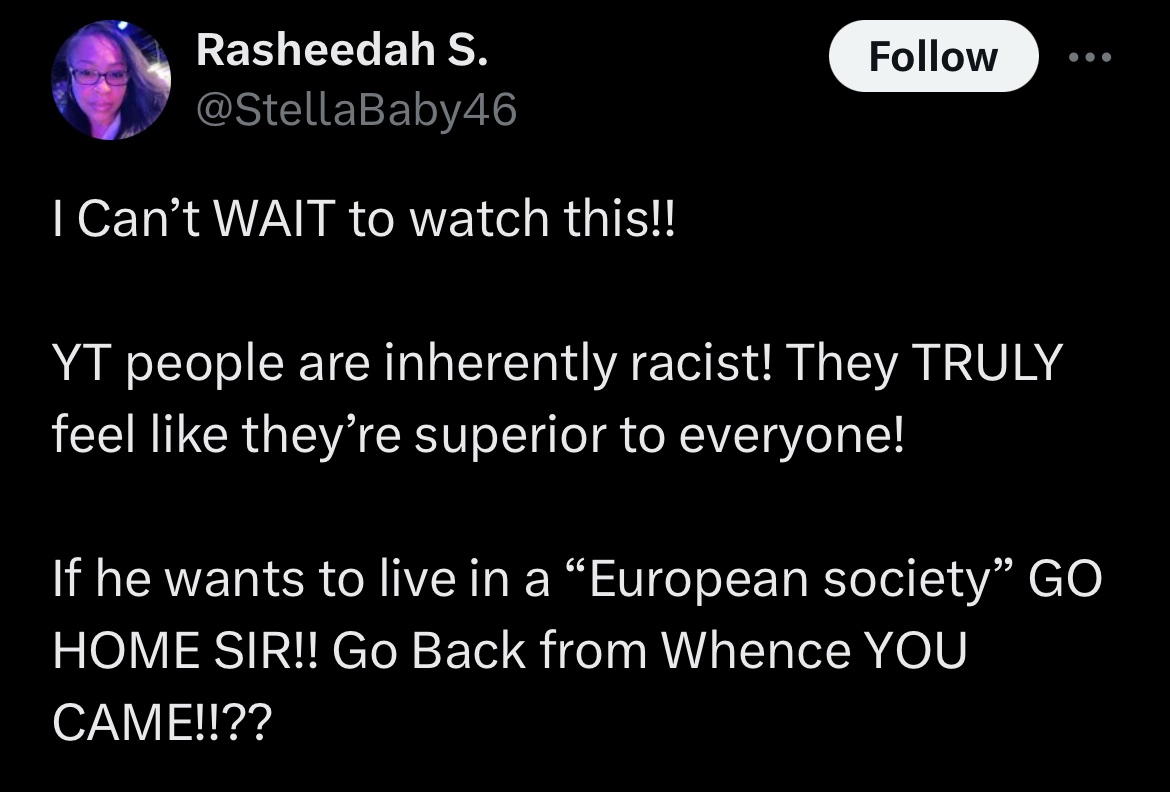 Rasheedah S.
@StellaBaby46
Follow
I Can’t WAIT to watch this!!
YT people are inherently racist! They TRULY
feel like they’re superior to everyone!
If he wants to live in a “European society” GO
HOME SIR!! Go Back from Whence YOU
CAME!!??